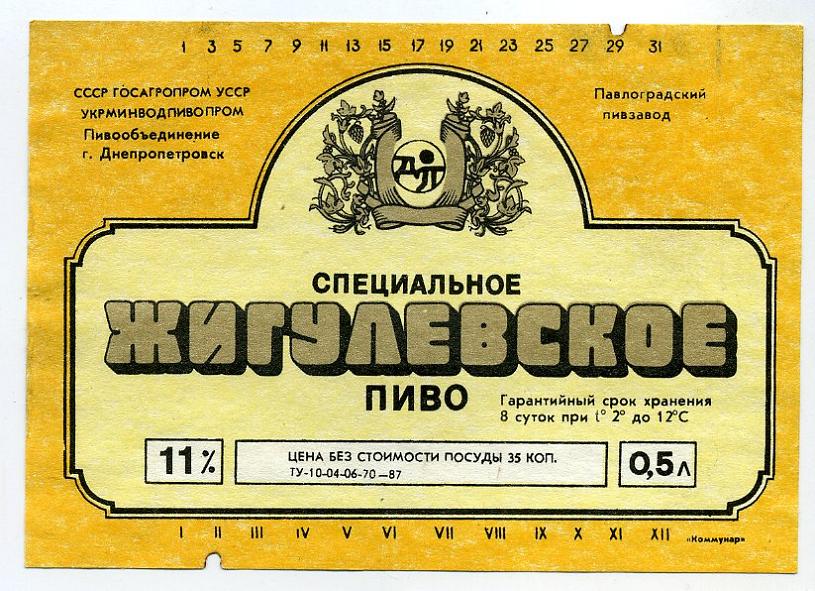 1 3 5 7 9 11 13 15 17 19 21 23 25 27 29 31
СССР ГОСАГРОПРОМ УССР
УКРМИНВОДПИВОПРОМ
Пивообъединение
г. Днепропетровск
Павлоградский
пивзавод
ДП
СПЕЦИАЛЬНОЕ
ЖИГУЛЕВСКОЕ
ПИВО
Гарантийный срок хранения
8 суток при t° 2° до 12°С
11%
ЦЕНА БЕЗ СТОИМОСТИ ПОСУДЫ 35 КОП.
ТУ-10-04-06-70-87
0,5 л
I II III IV V VI VII VIII IX X XI XII
«Коммунар»